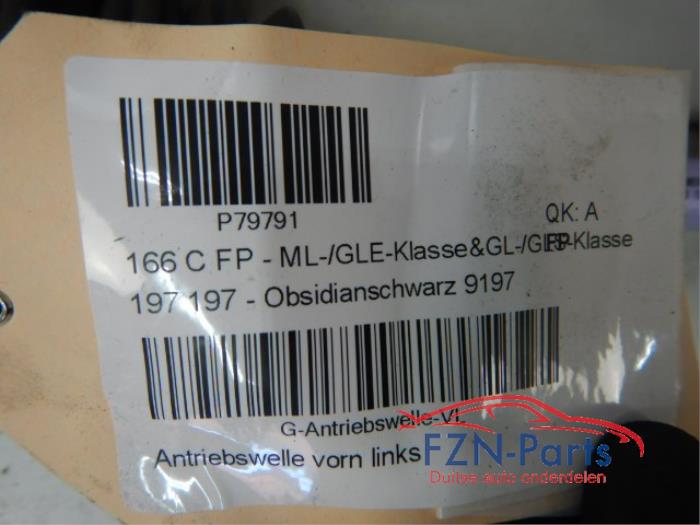 P79791
QK: A
FP
166 C FP - ML-/GLE-Klasse&GL-/GLS-Klasse
197 197 - Obsidianschwarz 9197
G-Antriebswelle-VL
Antriebswelle vorn links
FZN-Parts
Duitse auto onderdelen